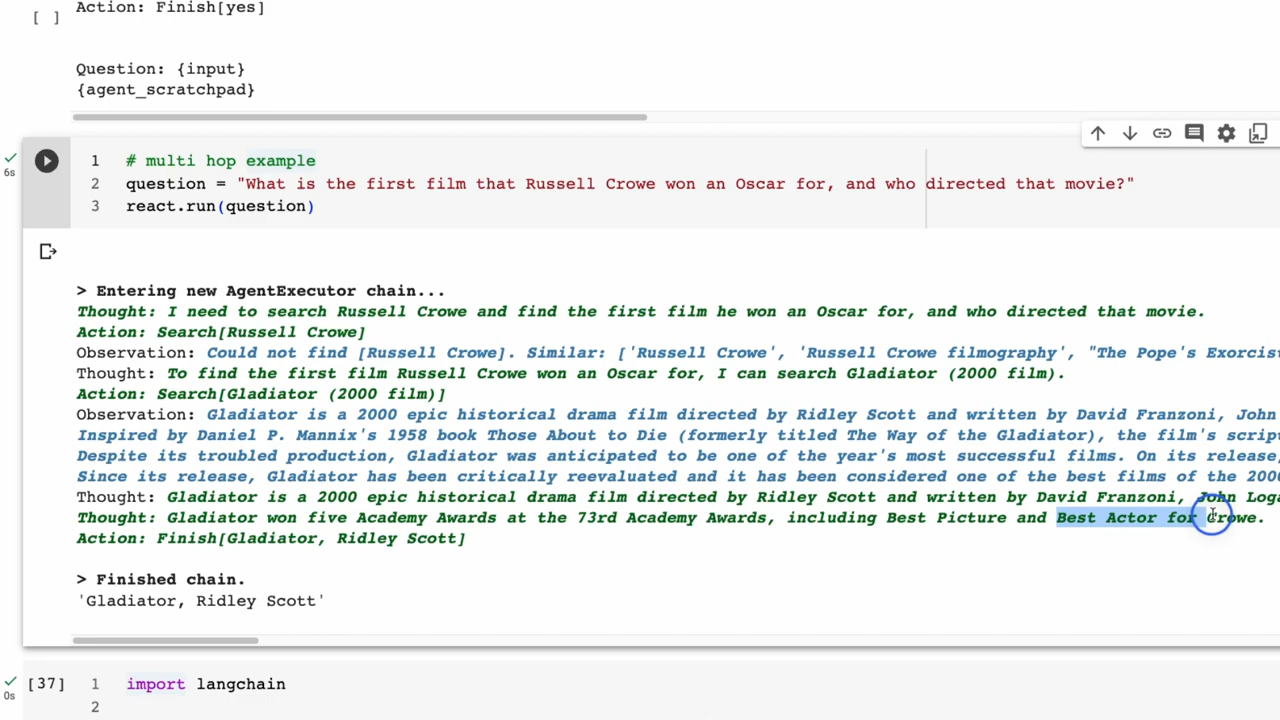 Action: Finish[yes]
[ ]
Question: {input}
{agent_scratchpad}
6s
1 # multi hop example
2 question = "What is the first film that Russell Crowe won an Oscar for, and who directed that movie?"
3 react.run(question)
> Entering new AgentExecutor chain...
Thought: I need to search Russell Crowe and find the first film he won an Oscar for, and who directed that movie.
Action: Search[Russell Crowe]
Observation: Could not find [Russell Crowe]. Similar: ['Russell Crowe', 'Russell Crowe filmography', "The Pope's Exorcis
Thought: To find the first film Russell Crowe won an Oscar for, I can search Gladiator (2000 film).
Action: Search[Gladiator (2000 film)]
Observation: Gladiator is a 2000 epic historical drama film directed by Ridley Scott and written by David Franzoni, John
Inspired by Daniel P. Mannix's 1958 book Those About to Die (formerly titled The Way of the Gladiator), the film's scrip
Despite its troubled production, Gladiator was anticipated to be one of the year's most successful films. On its release,
Since its release, Gladiator has been critically reevaluated and it has been considered one of the best films of the 200
Thought: Gladiator is a 2000 epic historical drama film directed by Ridley Scott and written by David Franzoni, John Loga
Thought: Gladiator won five Academy Awards at the 73rd Academy Awards, including Best Picture and Best Actor for Crowe.
Action: Finish[Gladiator, Ridley Scott]
> Finished chain.
'Gladiator, Ridley Scott'
[37] 1 import langchain
0s 2